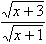 √(x + 3)
√(x + 1)